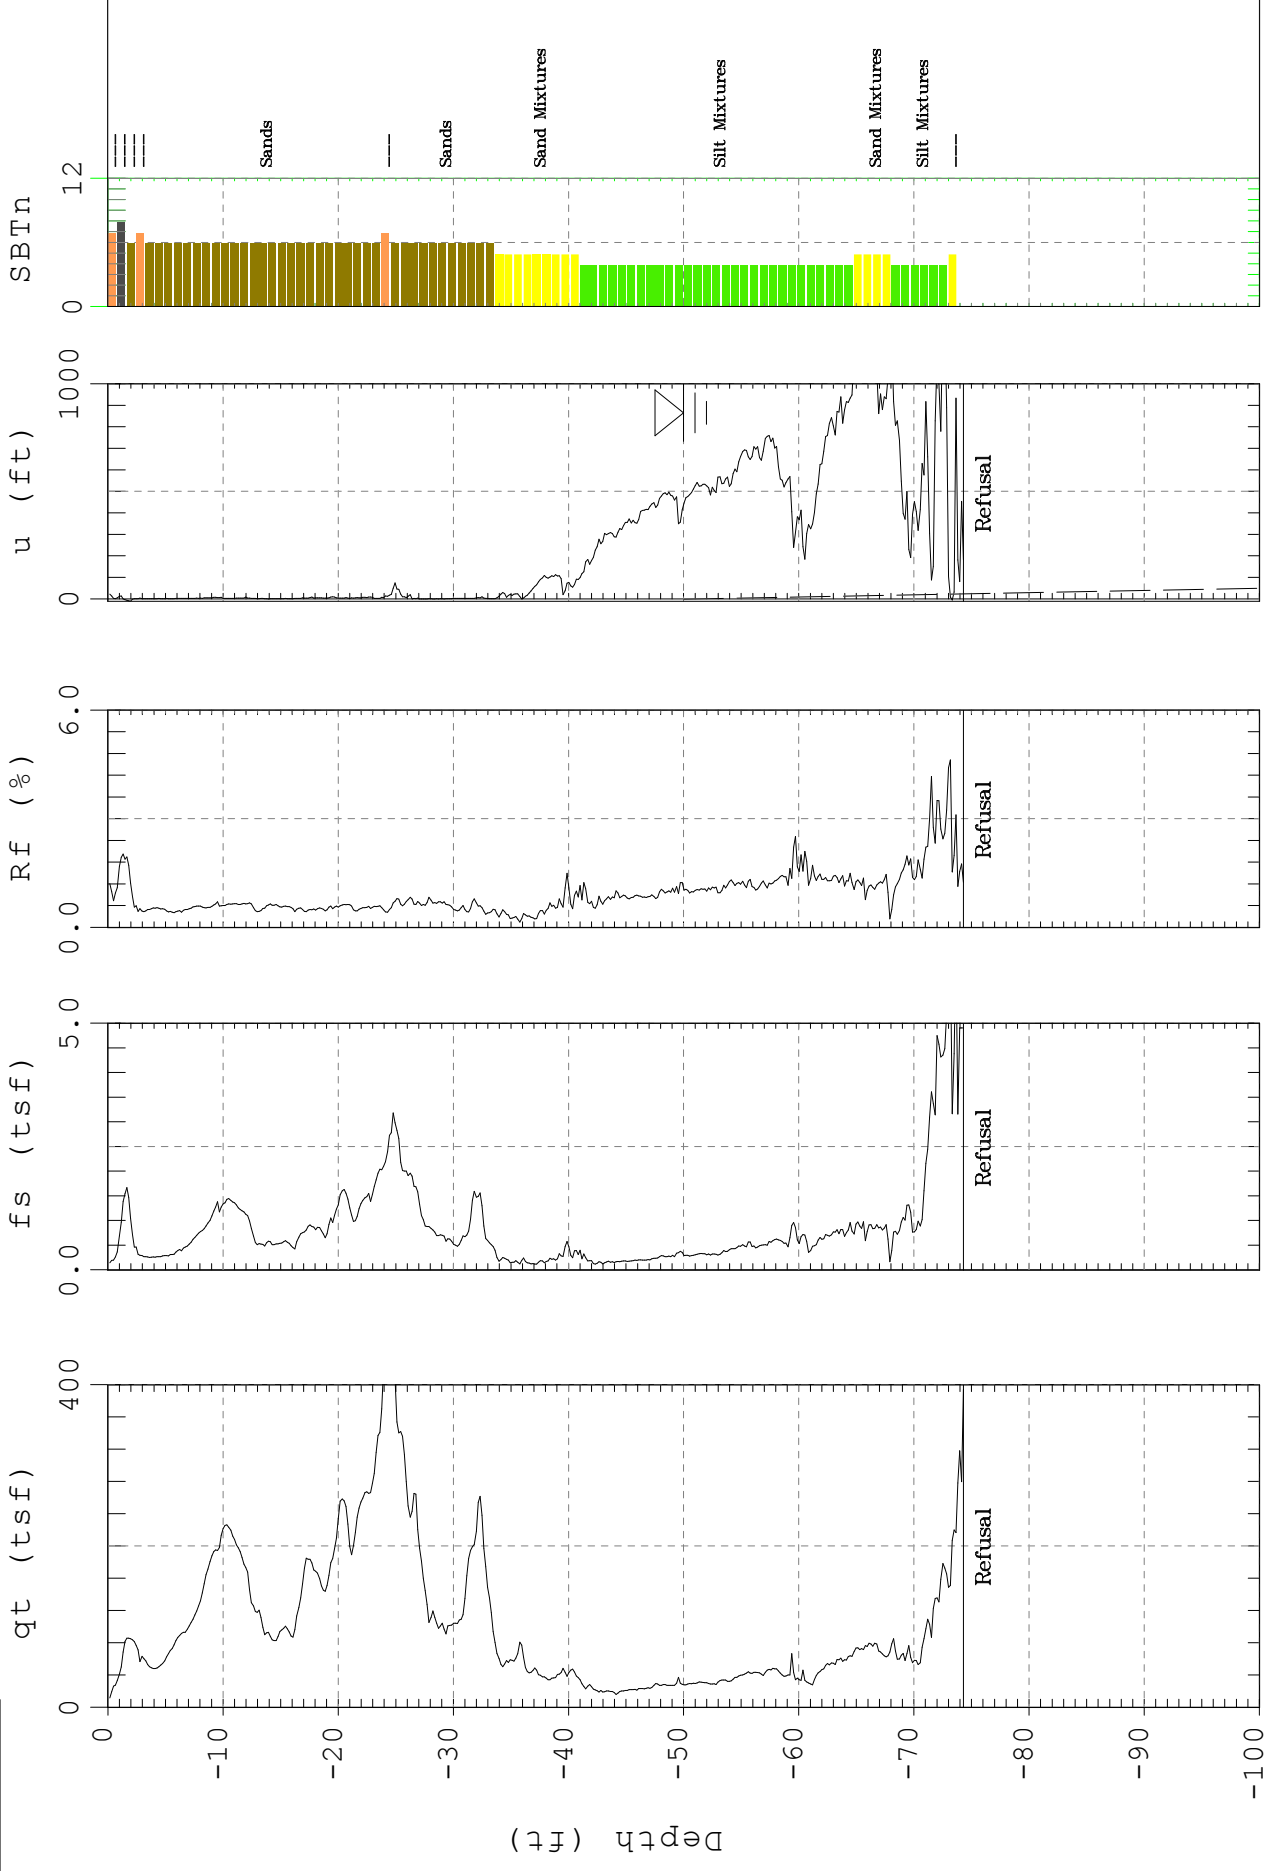 qt (tsf)
0
400
Refusal
fs (tsf)
0.0
5.0
Refusal
Rf (%)
0.0
6.0
Refusal
u (ft)
0
1000
Refusal
SBTn
0
12
Sands
Sands
Sand Mixtures
Silt Mixtures
Sand Mixtures
Silt Mixtures
0
-10
-20
-30
-40
-50
-60
-70
-80
-90
-100
Depth (ft)